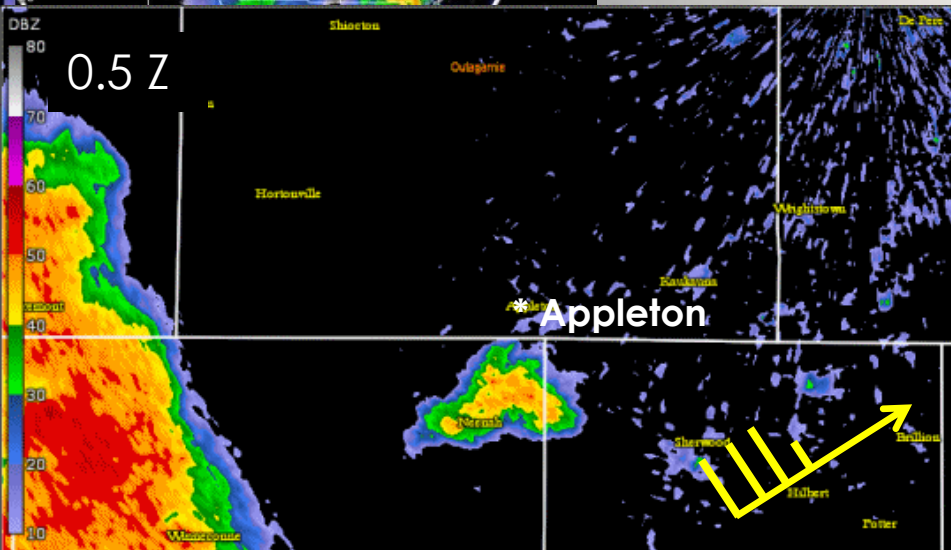 DBZ
80
0.5 Z
70
60
50
40
30
20
10
Shiocton
De Pere
Outagamie
n
Hortonville
Wrightstown
Kaukauna
* Appleton
emont
Neenah
Sherwood
Brillion
Hilbert
Potter
Winneconne